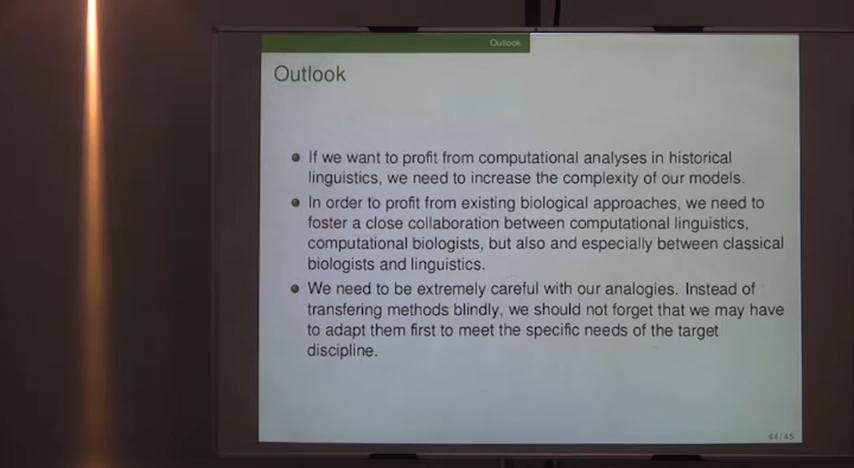 Outlook
Outlook
If we want to profit from computational analyses in historical
linguistics, we need to increase the complexity of our models.
In order to profit from existing biological approaches, we need to
foster a close collaboration between computational linguistics,
computational biologists, but also and especially between classical
biologists and linguistics.
We need to be extremely careful with our analogies. Instead of
transfering methods blindly, we should not forget that we may have
to adapt them first to meet the specific needs of the target
discipline.
44/45